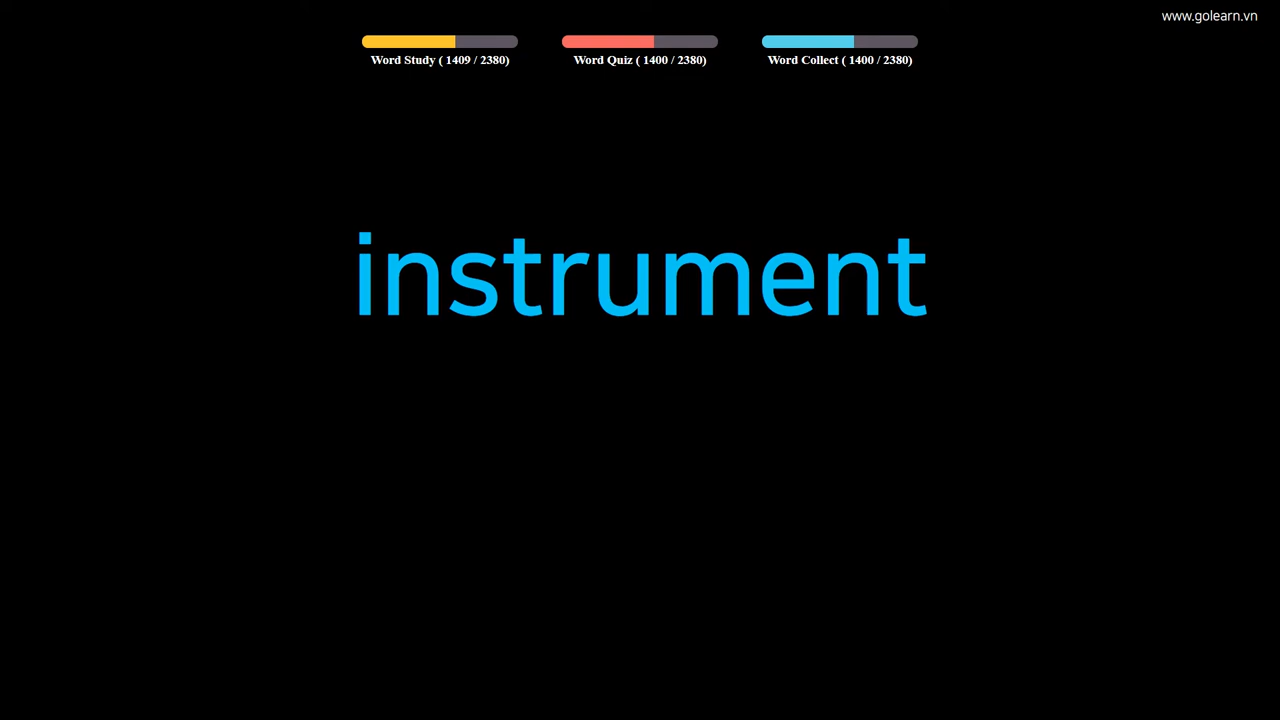 www.golearn.vn
Word Study ( 1409 / 2380)
Word Quiz ( 1400 / 2380)
Word Collect ( 1400 / 2380)
instrument